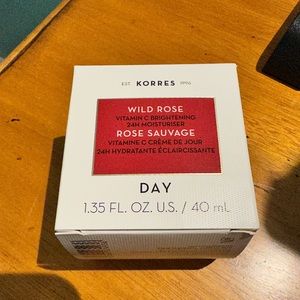 EST. KORRES 1996
WILD ROSE
VITAMIN C BRIGHTENING
24H MOISTURISER
ROSE SAUVAGE
VITAMINE C CRÈME DE JOUR
24H HYDRATANTE ÉCLAIRCISSANTE
DAY
1.35 FL. OZ. U.S. / 40 mL